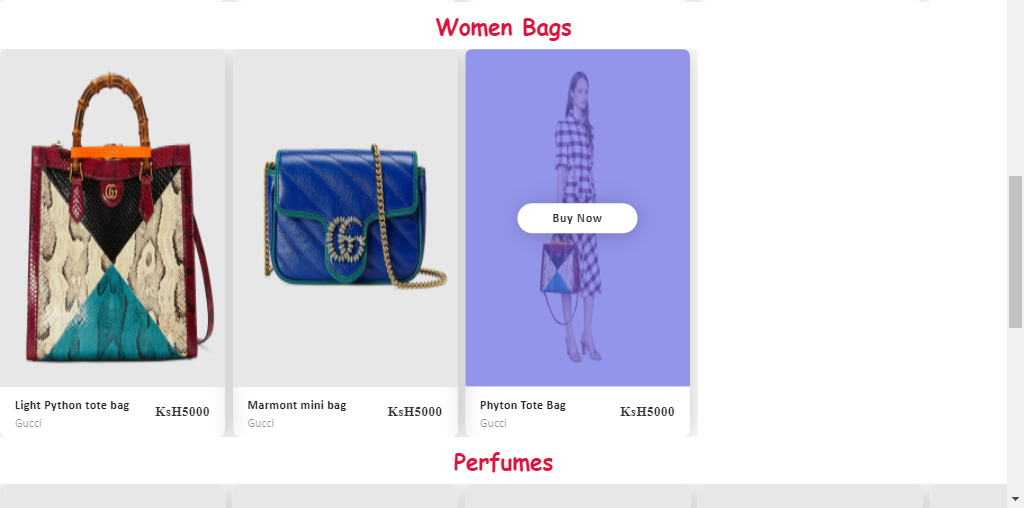 Women Bags
Buy Now
Light Python tote bag
KsH5000
Gucci
Marmont mini bag
KsH5000
Gucci
Phyton Tote Bag
KsH5000
Gucci
Perfumes